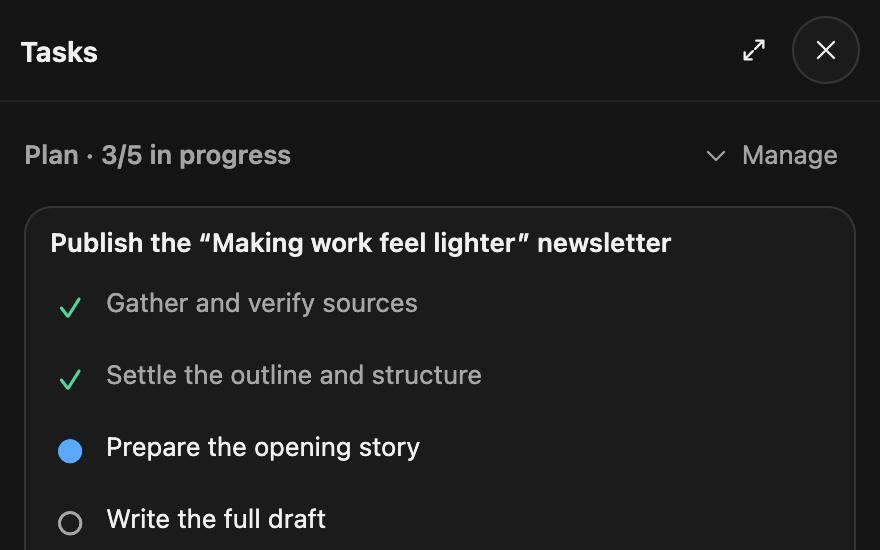 Tasks
Plan · 3/5 in progress
Manage
Publish the “Making work feel lighter” newsletter
Gather and verify sources
Settle the outline and structure
Prepare the opening story
Write the full draft